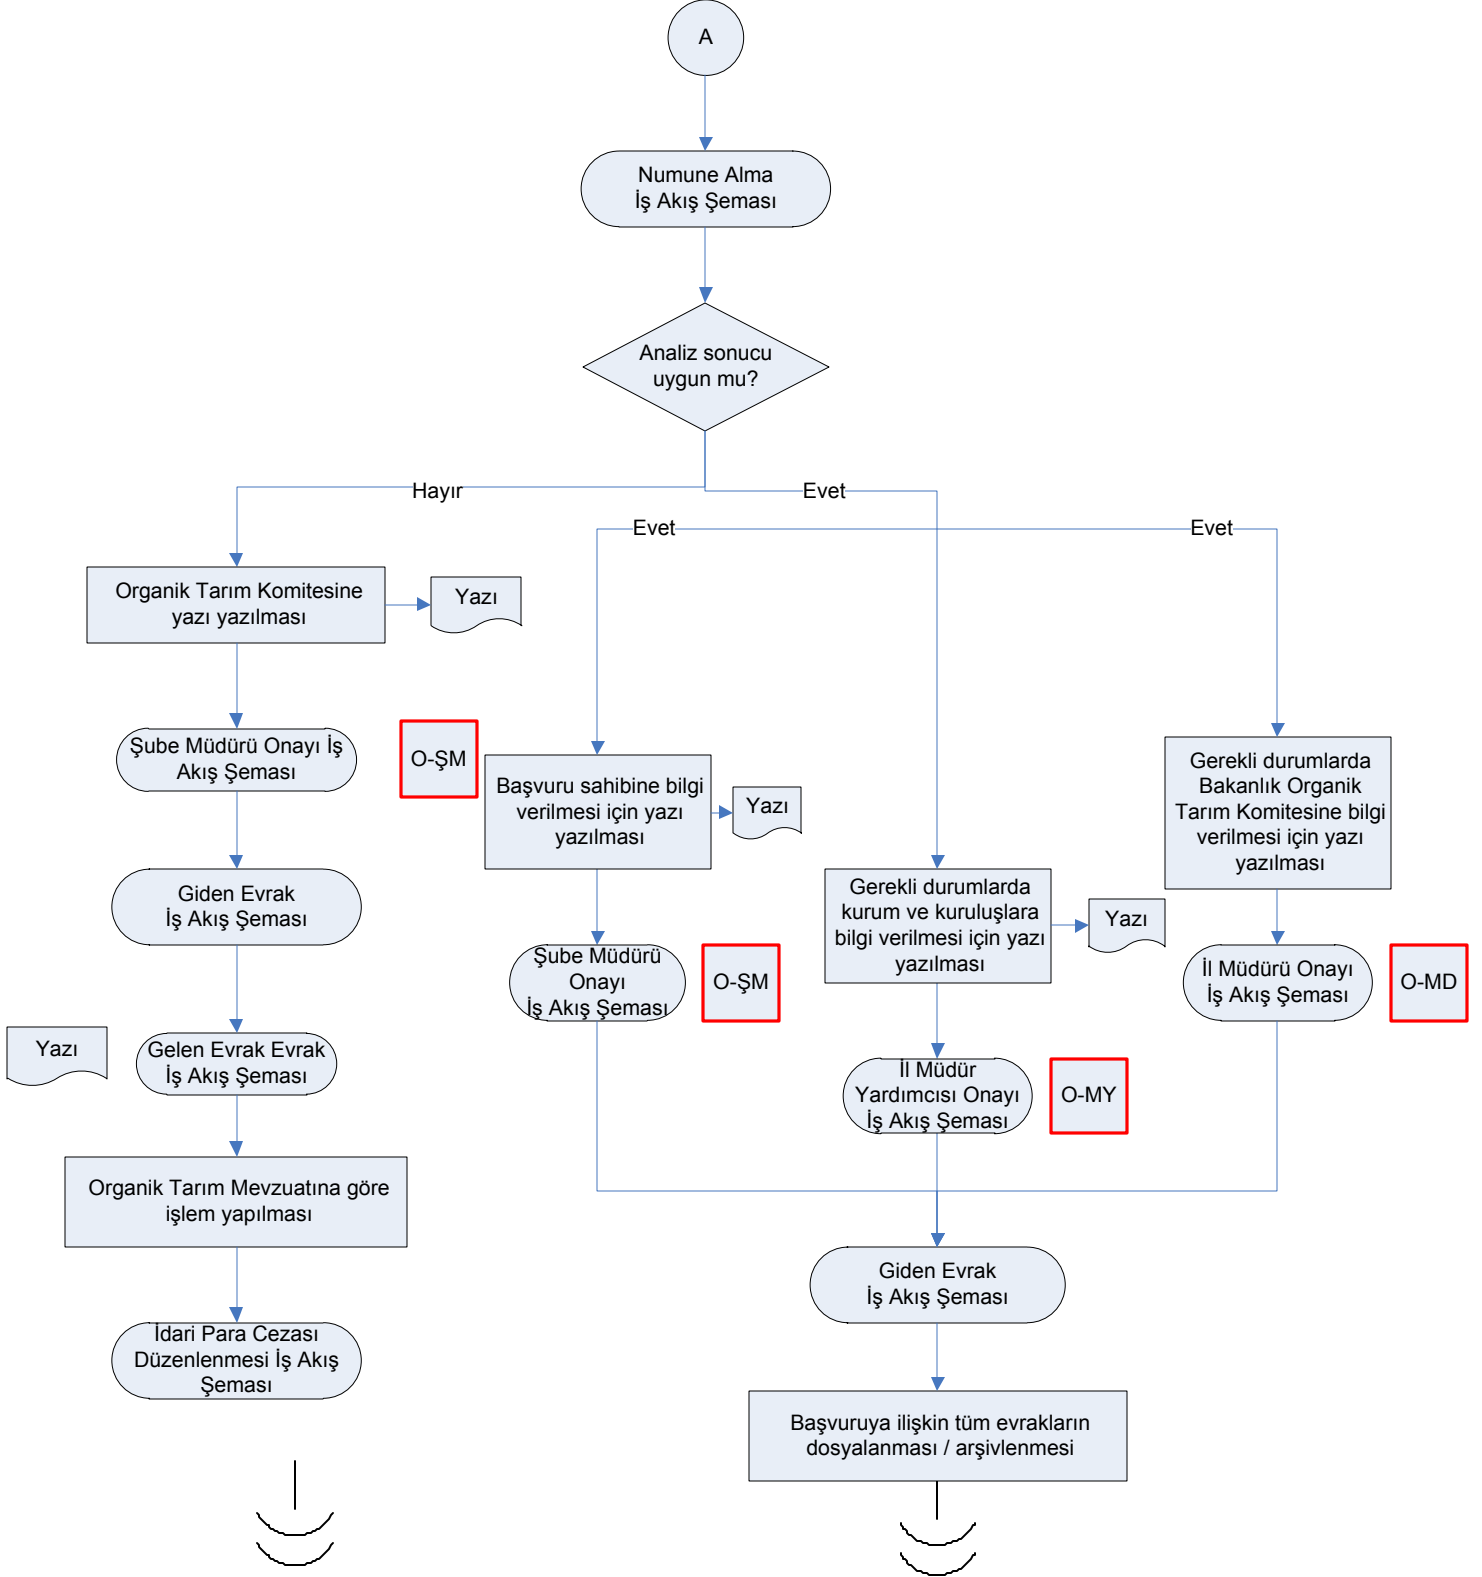 A
Numune Alma
İş Akış Şeması
Analiz sonucu
uygun mu?
Hayır
Evet
Evet
Evet
Organik Tarım Komitesine
yazı yazılması
Yazı
Şube Müdürü Onayı İş
Akış Şeması
O-ŞM
Giden Evrak
İş Akış Şeması
Yazı
Gelen Evrak Evrak
İş Akış Şeması
Organik Tarım Mevzuatına göre
işlem yapılması
İdari Para Cezası
Düzenlenmesi İş Akış
Şeması
Başvuru sahibine bilgi
verilmesi için yazı
yazılması
Yazı
Şube Müdürü
Onayı
İş Akış Şeması
O-ŞM
Gerekli durumlarda
kurum ve kuruluşlara
bilgi verilmesi için yazı
yazılması
Yazı
İl Müdür
Yardımcısı Onayı
İş Akış Şeması
O-MY
Gerekli durumlarda
Bakanlık Organik
Tarım Komitesine bilgi
verilmesi için yazı
yazılması
İl Müdürü Onayı
İş Akış Şeması
O-MD
Giden Evrak
İş Akış Şeması
Başvuruya ilişkin tüm evrakların
dosyalanması / arşivlenmesi